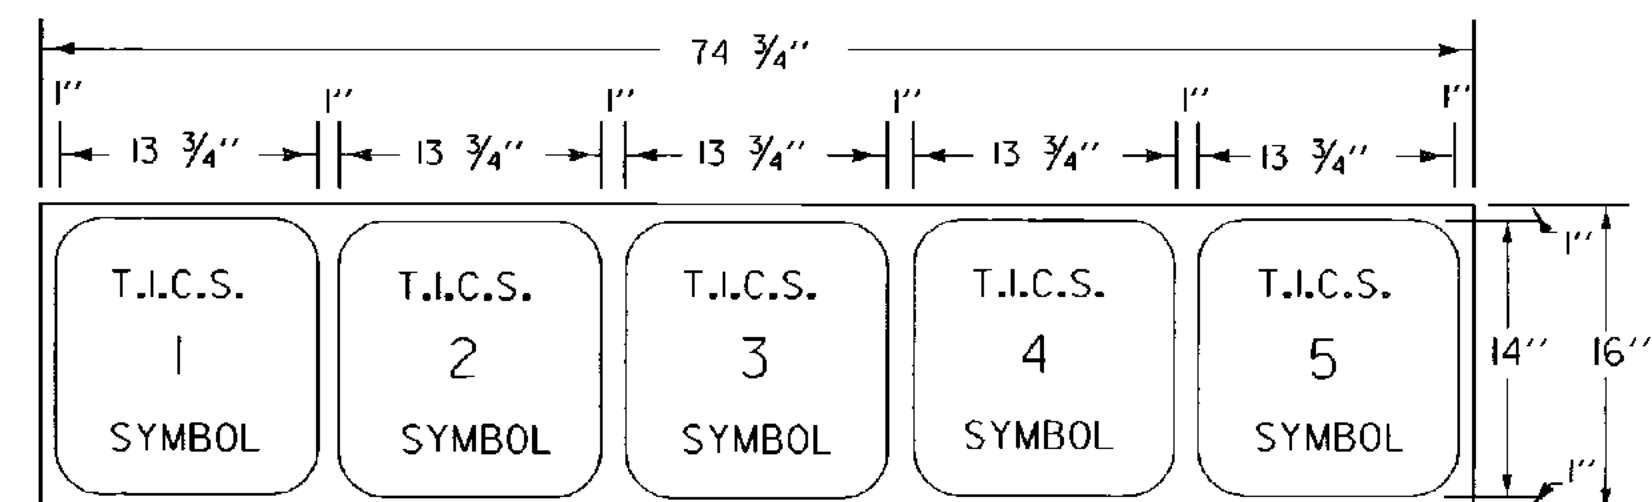 74 3/4"
1" 1" 1" 1" 1" 1"
13 3/4" 13 3/4" 13 3/4" 13 3/4" 13 3/4"
1"
T.I.C.S. T.I.C.S. T.I.C.S. T.I.C.S. T.I.C.S.
1 2 3 4 5 14" 16"
SYMBOL SYMBOL SYMBOL SYMBOL SYMBOL
1"